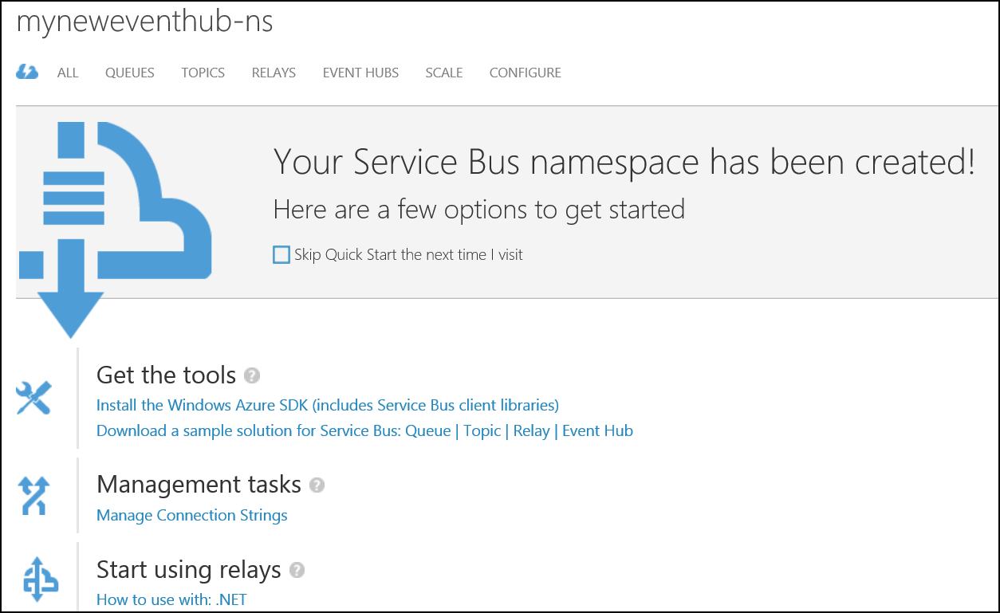 myneweventhub-ns
ALL QUEUES TOPICS RELAYS EVENT HUBS SCALE CONFIGURE
Your Service Bus namespace has been created!
Here are a few options to get started
Skip Quick Start the next time I visit
Get the tools ?
Install the Windows Azure SDK (includes Service Bus client libraries)
Download a sample solution for Service Bus: Queue | Topic | Relay | Event Hub
Management tasks ?
Manage Connection Strings
Start using relays ?
How to use with: .NET